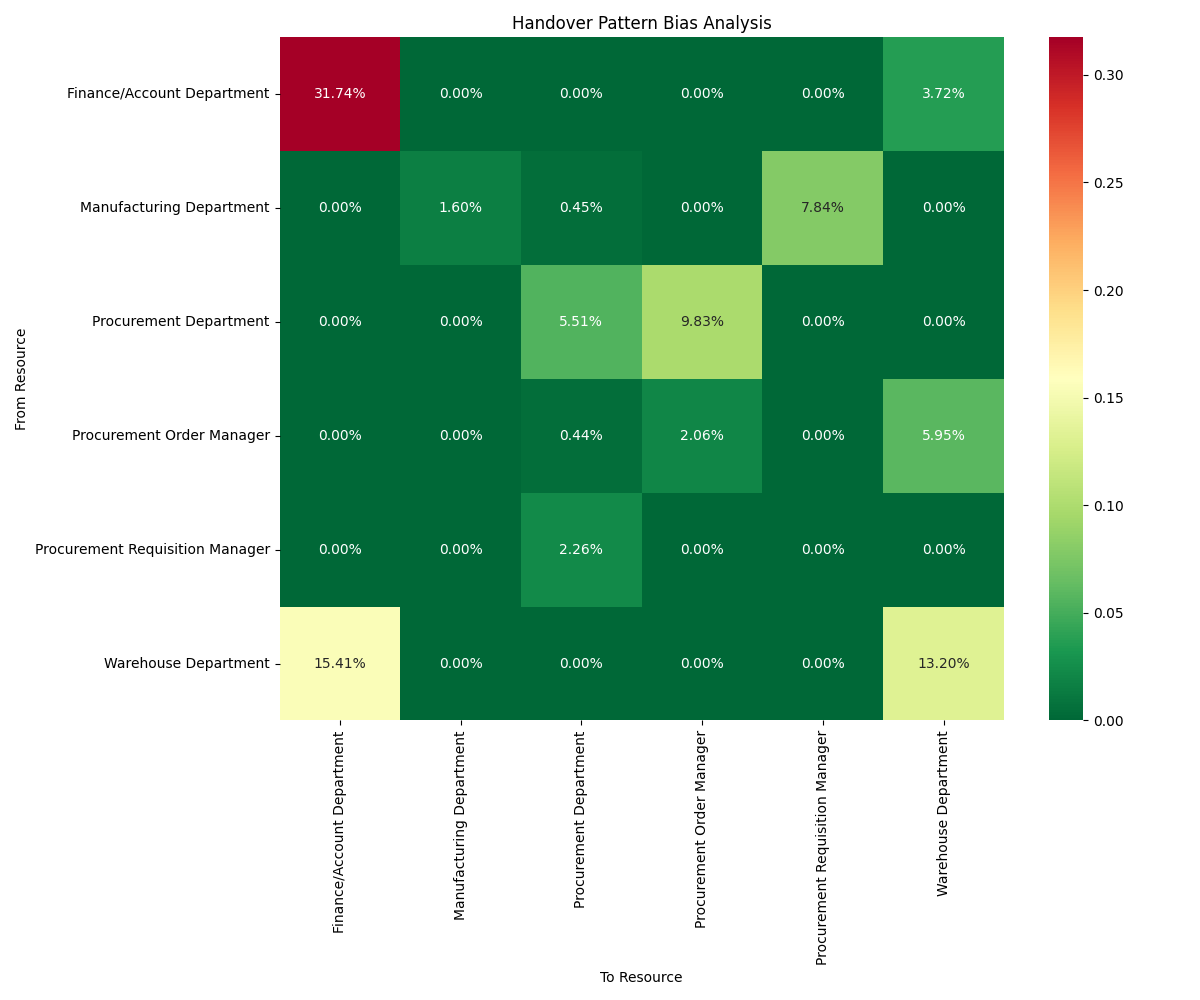 Handover Pattern Bias Analysis
Finance/Account Department 31.74% 0.00% 0.00% 0.00% 0.00% 3.72%
Manufacturing Department 0.00% 1.60% 0.45% 0.00% 7.84% 0.00%
Procurement Department 0.00% 0.00% 5.51% 9.83% 0.00% 0.00%
Procurement Order Manager 0.00% 0.00% 0.44% 2.06% 0.00% 5.95%
Procurement Requisition Manager 0.00% 0.00% 2.26% 0.00% 0.00% 0.00%
Warehouse Department 15.41% 0.00% 0.00% 0.00% 0.00% 13.20%
From Resource
Finance/Account Department
Manufacturing Department
Procurement Department
Procurement Order Manager
Procurement Requisition Manager
Warehouse Department
To Resource
0.30
0.25
0.20
0.15
0.10
0.05
0.00